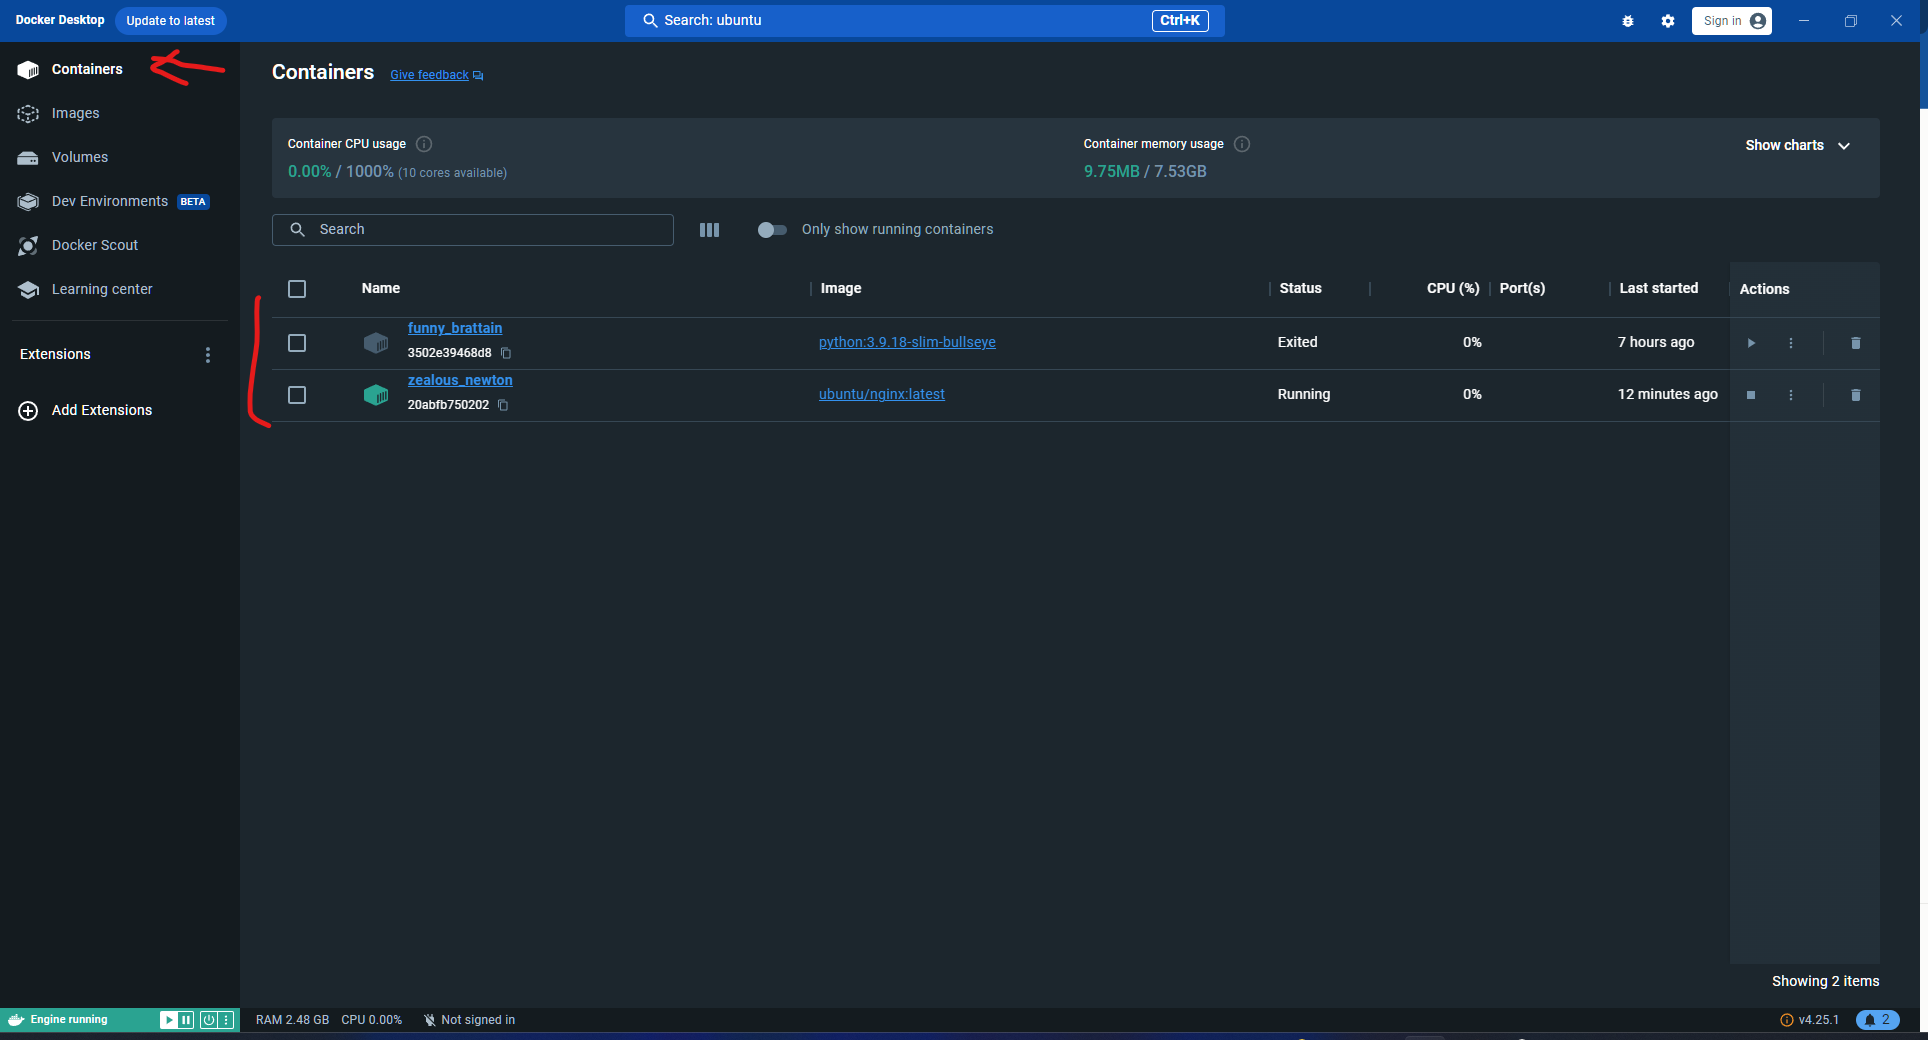 Docker Desktop Update to latest Search: ubuntu Ctrl+K Sign in
Containers
Images
Volumes
Dev Environments BETA
Docker Scout
Learning center
Extensions
Add Extensions
Containers Give feedback
Container CPU usage Container memory usage Show charts
0.00% / 1000% (10 cores available) 9.75MB / 7.53GB
Search Only show running containers
Name Image Status CPU (%) Port(s) Last started Actions
funny_brattain
3502e39468d8 python:3.9.18-slim-bullseye Exited 0% 7 hours ago
zealous_newton
20abfb750202 ubuntu/nginx:latest Running 0% 12 minutes ago
Showing 2 items
Engine running RAM 2.48 GB CPU 0.00% Not signed in v4.25.1 2